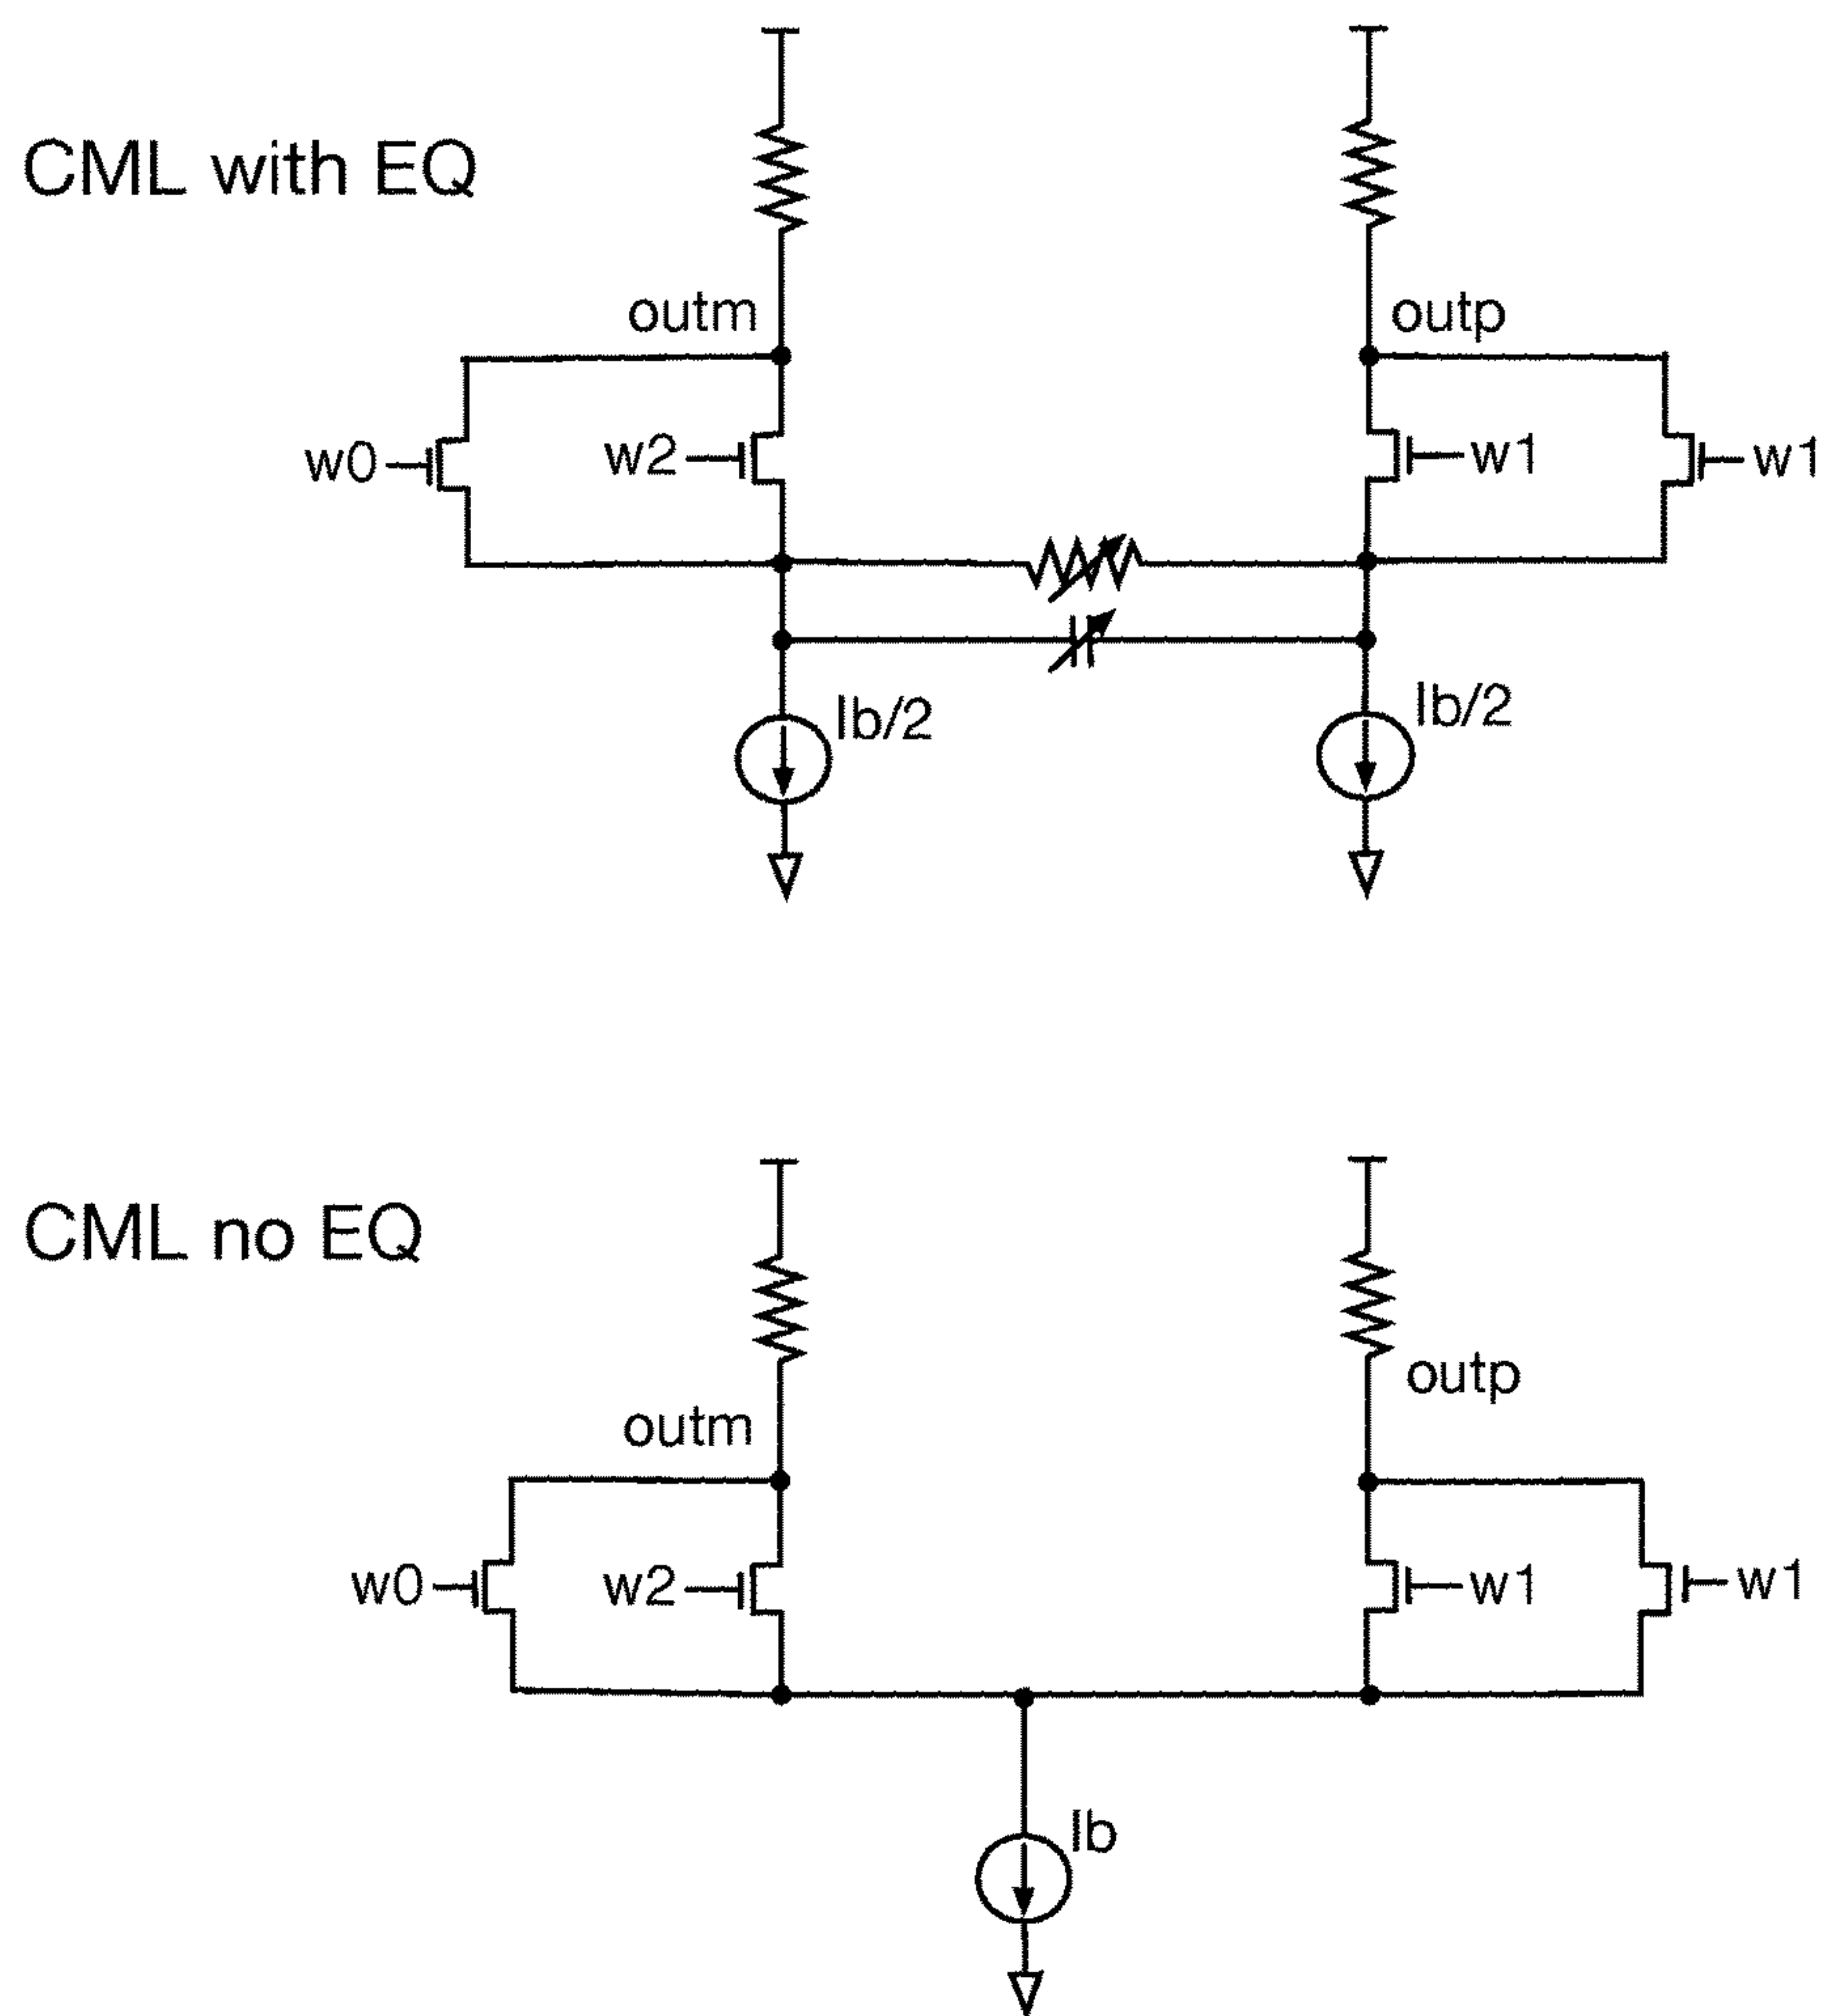 CML with EQ
outm
outp
w0
w2
w1
w1
Ib/2
Ib/2
CML no EQ
outp
outm
w0
w2
w1
w1
Ib